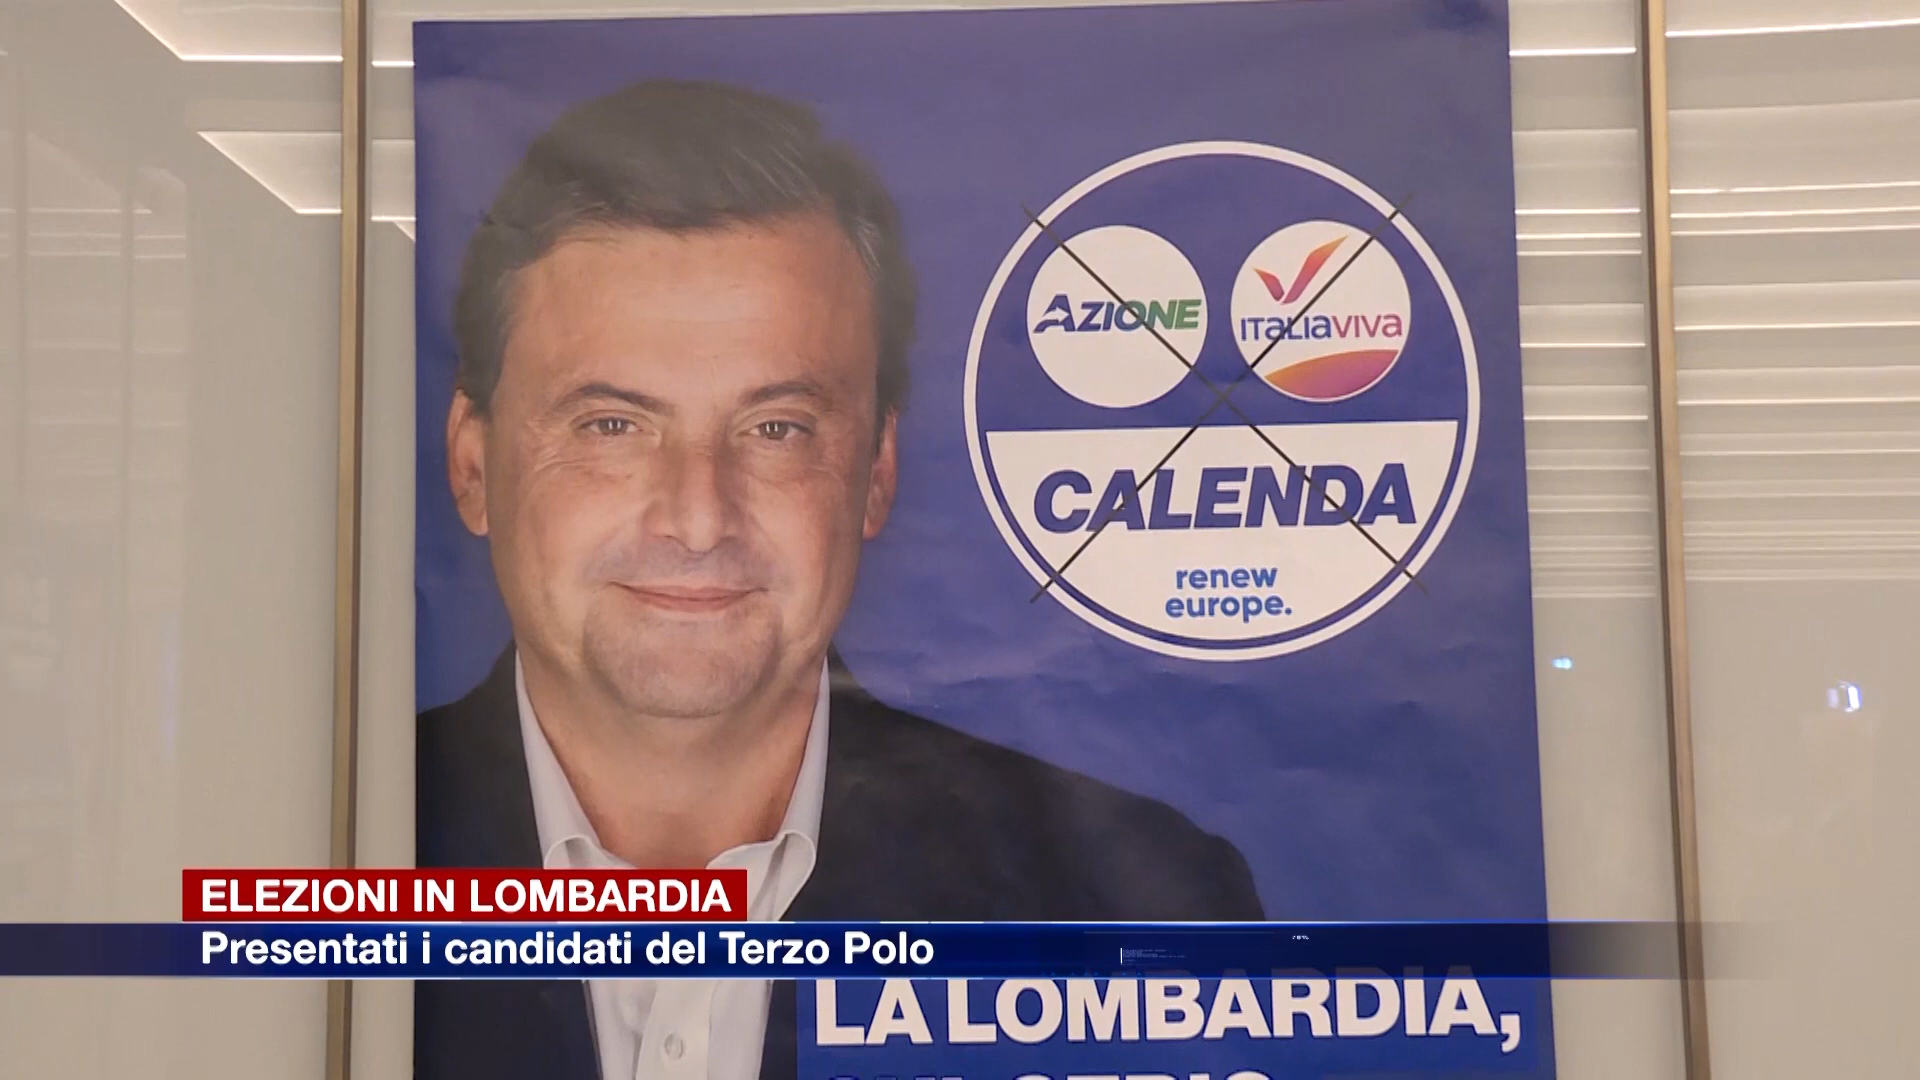 AZIONE
ITALIAVIVA
CALENDA
renew
europe.
ELEZIONI IN LOMBARDIA
Presentati i candidati del Terzo Polo
LA LOMBARDIA,